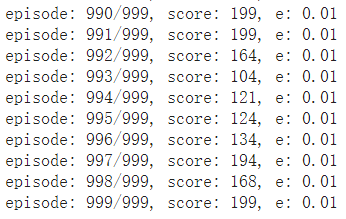 episode: 990/999, score: 199, e: 0.01
episode: 991/999, score: 199, e: 0.01
episode: 992/999, score: 164, e: 0.01
episode: 993/999, score: 104, e: 0.01
episode: 994/999, score: 121, e: 0.01
episode: 995/999, score: 124, e: 0.01
episode: 996/999, score: 134, e: 0.01
episode: 997/999, score: 194, e: 0.01
episode: 998/999, score: 168, e: 0.01
episode: 999/999, score: 199, e: 0.01